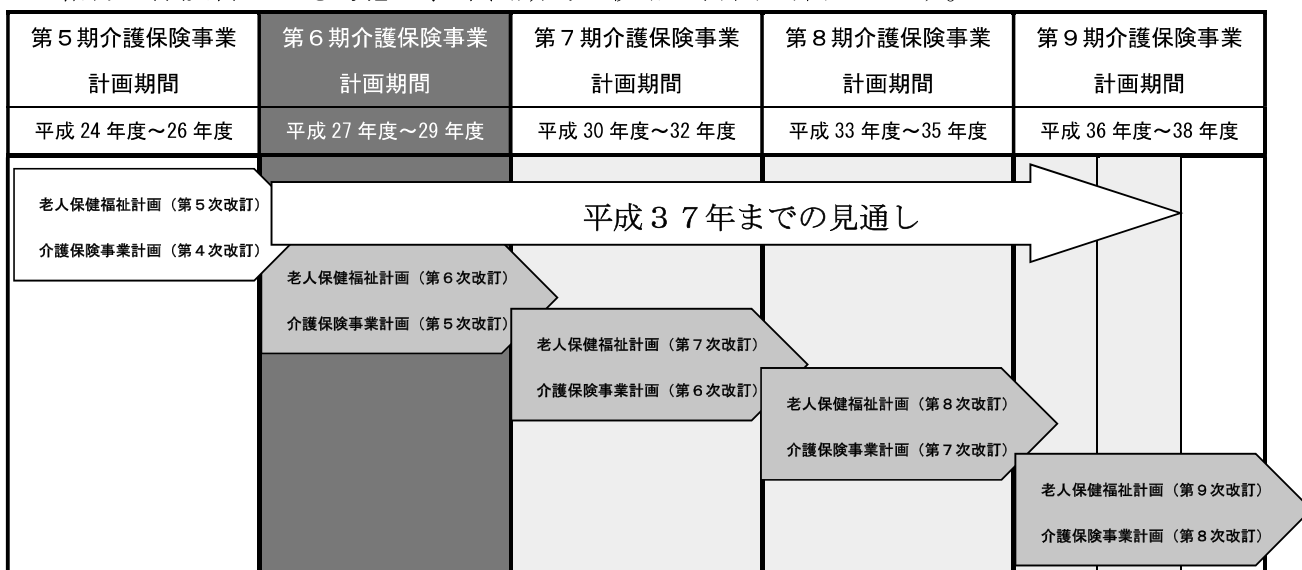 第５期介護保険事業
計画期間
第６期介護保険事業
計画期間
第７期介護保険事業
計画期間
第８期介護保険事業
計画期間
第９期介護保険事業
計画期間
平成 24 年度～26 年度
平成 27 年度～29 年度
平成 30 年度～32 年度
平成 33 年度～35 年度
平成 36 年度～38 年度
老人保健福祉計画（第５次改訂）
介護保険事業計画（第４次改訂）
平成３７年までの見通し
老人保健福祉計画（第６次改訂）
介護保険事業計画（第５次改訂）
老人保健福祉計画（第７次改訂）
介護保険事業計画（第６次改訂）
老人保健福祉計画（第８次改訂）
介護保険事業計画（第７次改訂）
老人保健福祉計画（第９次改訂）
介護保険事業計画（第８次改訂）